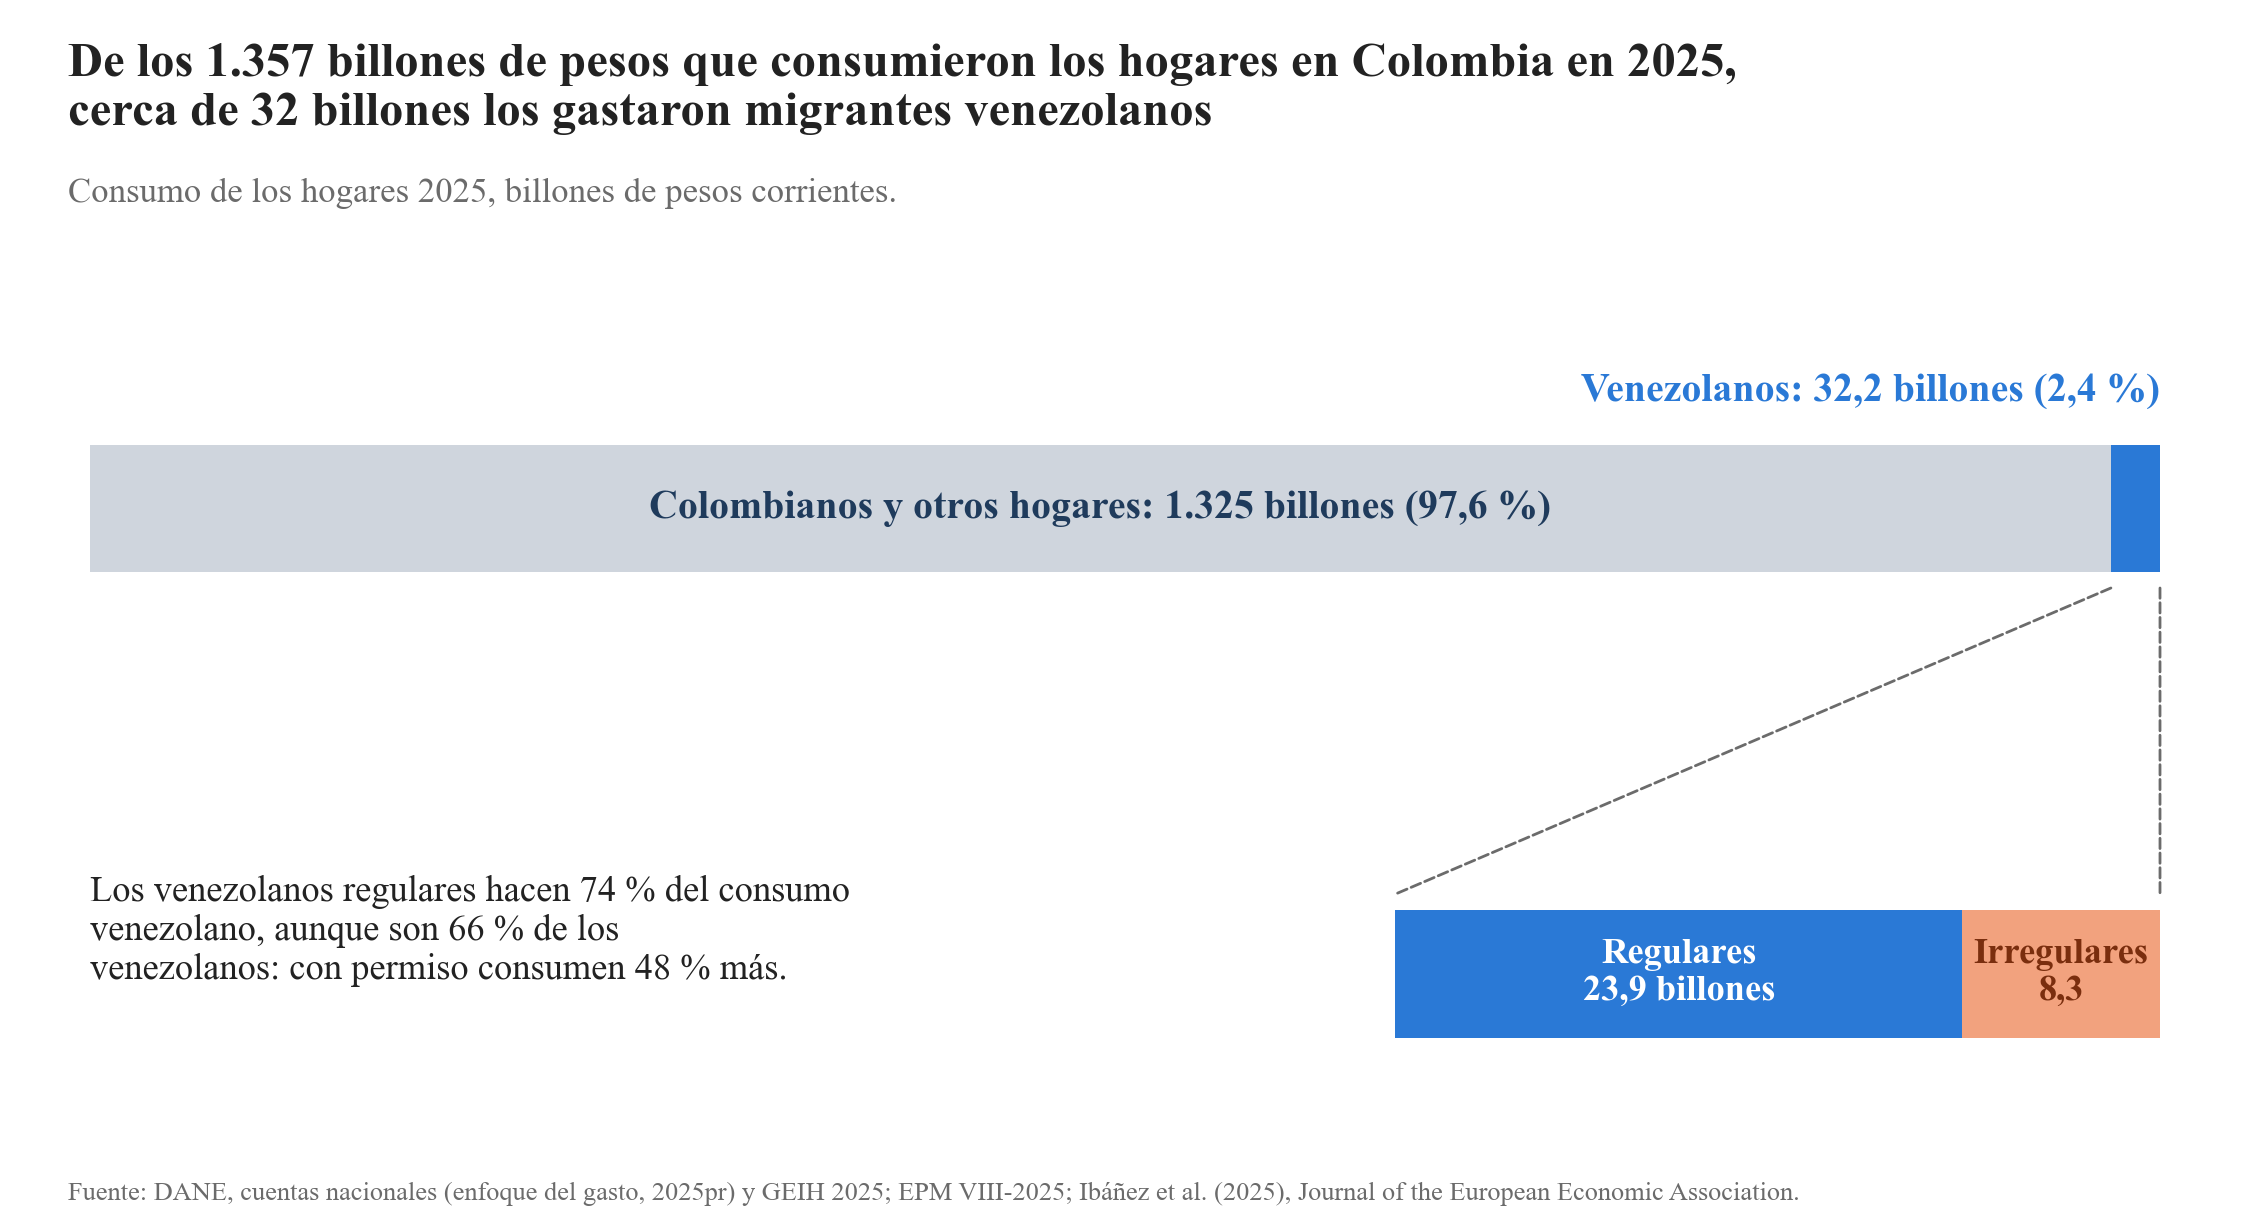 De los 1.357 billones de pesos que consumieron los hogares en Colombia en 2025,
cerca de 32 billones los gastaron migrantes venezolanos
Consumo de los hogares 2025, billones de pesos corrientes.
Venezolanos: 32,2 billones (2,4 %)
Colombianos y otros hogares: 1.325 billones (97,6 %)
Los venezolanos regulares hacen 74 % del consumo
venezolano, aunque son 66 % de los
venezolanos: con permiso consumen 48 % más.
Regulares
23,9 billones
Irregulares
8,3
Fuente: DANE, cuentas nacionales (enfoque del gasto, 2025pr) y GEIH 2025; EPM VIII-2025; Ibáñez et al. (2025), Journal of the European Economic Association.